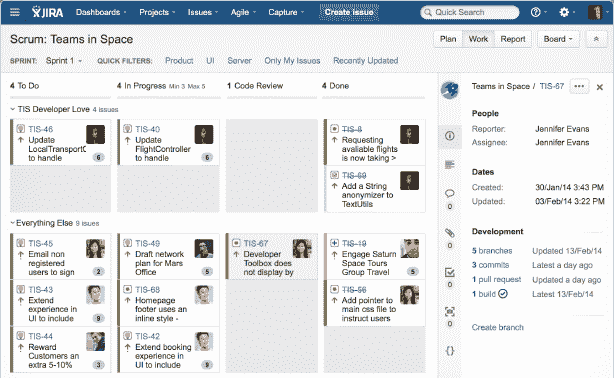 JIRA Dashboards Projects Issues Agile Capture Create issue Quick Search
Scrum: Teams in Space Plan Work Report Board
SPRINT: Sprint 1 QUICK FILTERS: Product UI Server Only My Issues Recently Updated
4 To Do 4 In Progress Min 3 Max 5 1 Code Review 4 Done
TIS Developer Love 4 issues
TIS-46
Update
LocalTransportC
to handle
6
TIS-40
Update
FlightController
to handle
6
TIS-8
Requesting
available flights
is now taking >
TIS-69
Add a String
anonymizer to
TextUtils
Everything Else 9 issues
TIS-45
Email non
registered
users to sign
2
TIS-49
Draft network
plan for Mars
Office
5
TIS-67
Developer
Toolbox does
not display by
TIS-19
Engage Saturn
Space Tours
Group Travel
5
TIS-43
Extend
experience in
UI to include
9
TIS-68
Homepage
footer uses an
inline style -
TIS-56
Add pointer to
main css file to
instruct users
TIS-44
Reward
Customers an
extra 5-10%
3
TIS-42
Extend booking
experience in
UI to include
9
Teams in Space / TIS-67
People
Reporter: Jennifer Evans
Assignee: Jennifer Evans
Dates
Created: 30/Jan/14 3:43 PM
Updated: 03/Feb/14 3:22 PM
Development
5 branches Updated 13/Feb/14
3 commits Latest a day ago
1 pull request Updated a day ago
1 build Latest 13/Feb/14
Create branch
0
0
0
0